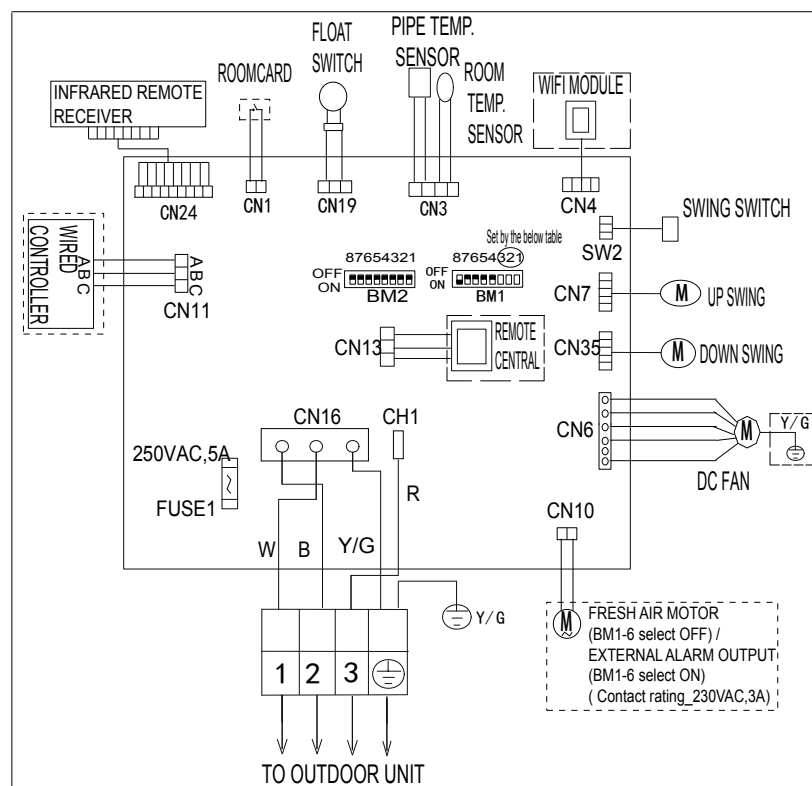 PIPE TEMP.
SENSOR
FLOAT
SWITCH
ROOMCARD
ROOM
TEMP.
SENSOR
WIFI MODULE
INFRARED REMOTE
RECEIVER
CN24
CN1
CN19
CN3
CN4
SWING SWITCH
SW2
WIRED
CONTROLLER
A
B
C
A
B
C
CN11
Set by the below table
87654321
OFF
ON
BM2
87654321
OFF
ON
BM1
CN7
M
UP SWING
CN13
REMOTE
CENTRAL
CN35
M
DOWN SWING
CN16
CH1
CN6
M
Y/G
DC FAN
250VAC,5A
FUSE1
R
CN10
W
B
Y/G
Y/G
1
2
3
M
FRESH AIR MOTOR
(BM1-6 select OFF) /
EXTERNAL ALARM OUTPUT
(BM1-6 select ON)
( Contact rating_230VAC,3A)
TO OUTDOOR UNIT